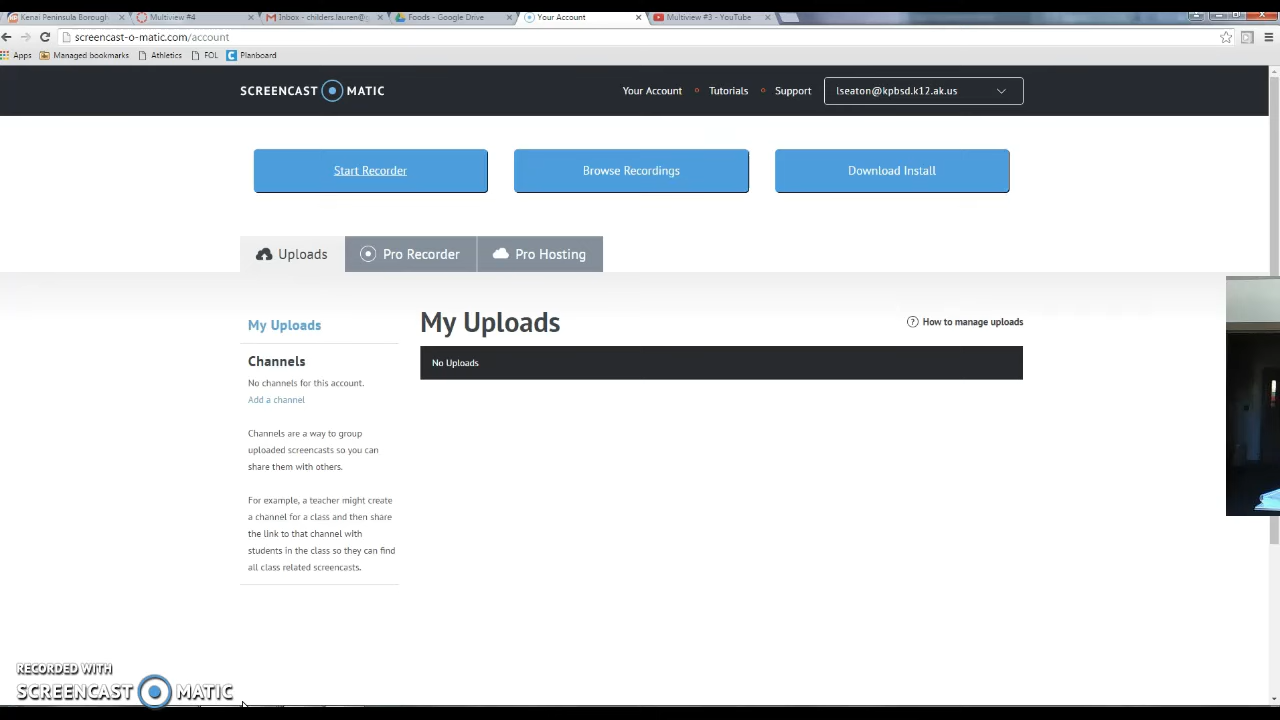 Kenai Peninsula Borough
Multiview #4
Inbox - childers.lauren@g
Foods - Google Drive
Your Account
Multiview #3 - YouTube
screencast-o-matic.com/account
Apps
Managed bookmarks
Athletics
FOL
Planboard
SCREENCAST MATIC
Your Account
Tutorials
Support
lseaton@kpbsd.k12.ak.us
Start Recorder
Browse Recordings
Download Install
Uploads
Pro Recorder
Pro Hosting
My Uploads
Channels
No channels for this account.
Add a channel
Channels are a way to group
uploaded screencasts so you can
share them with others.
For example, a teacher might create
a channel for a class and then share
the link to that channel with
students in the class so they can find
all class related screencasts.
My Uploads
? How to manage uploads
No Uploads
RECORDED WITH
SCREENCAST MATIC